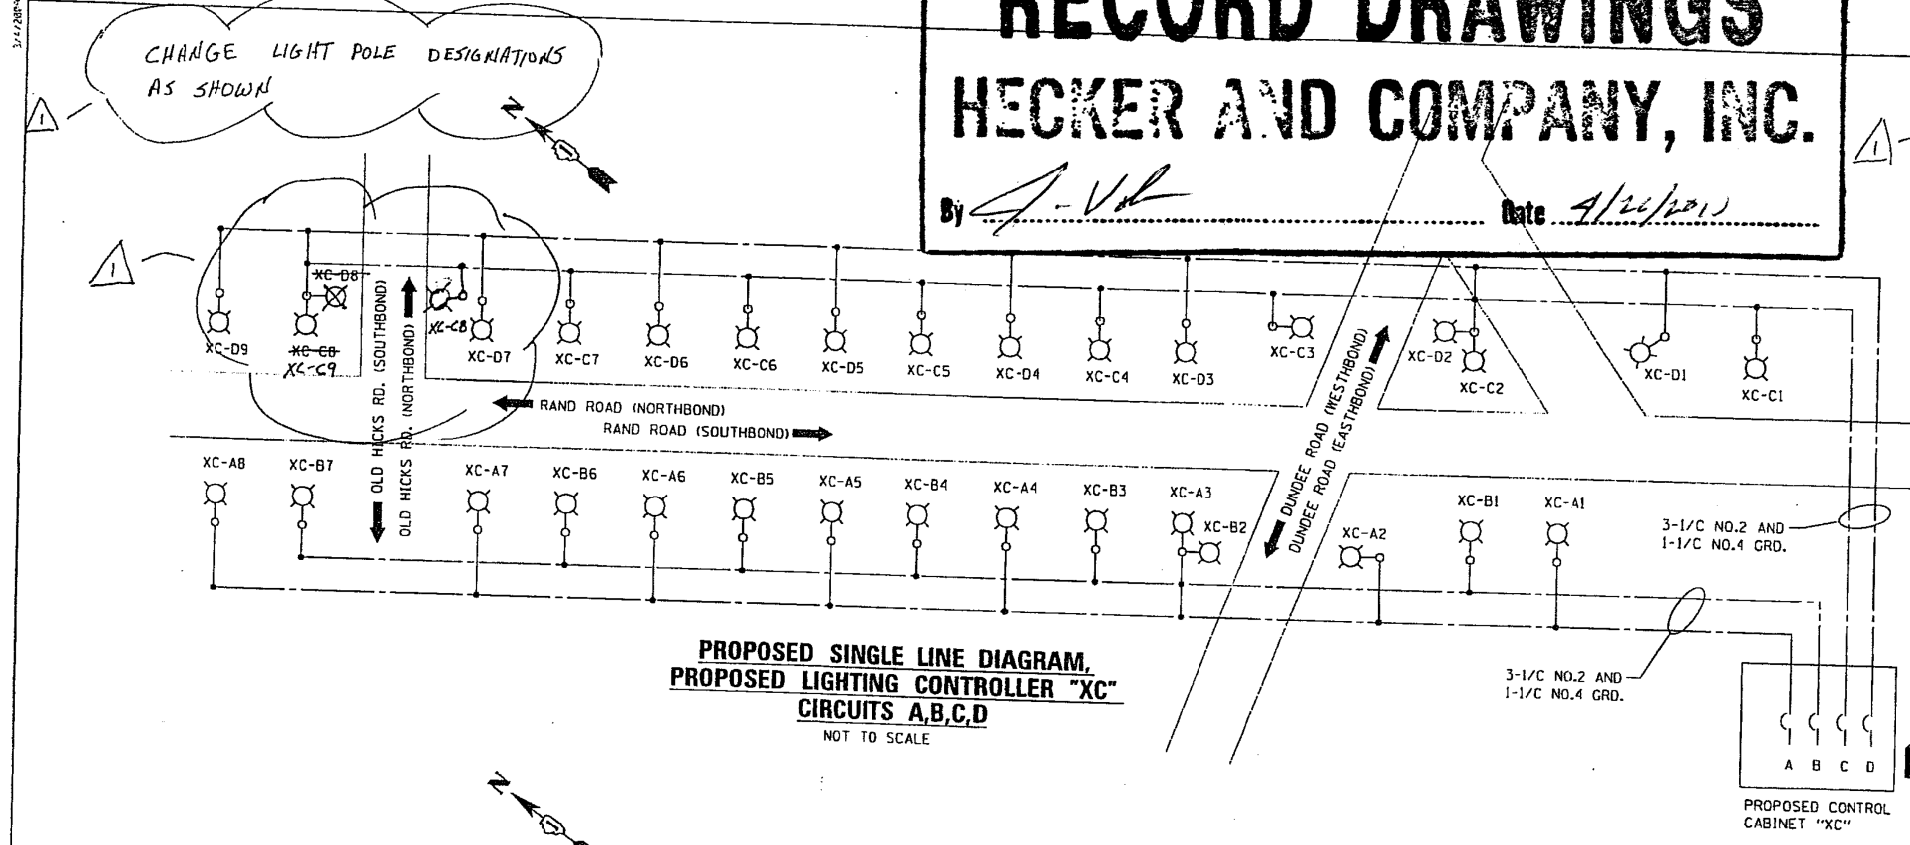 CHANGE LIGHT POLE DESIGNATIONS
AS SHOWN
RECORD DRAWINGS
HECKER AND COMPANY, INC.
By
Date
N
1
1
1
XC-D8
XC-C8
XC-D9
XC-C8
XC-C9
XC-D7
XC-C7
XC-D6
XC-C6
XC-D5
XC-C5
XC-D4
XC-C4
XC-D3
XC-C3
XC-D2
XC-C2
XC-D1
XC-C1
OLD HICKS RD. (SOUTHBOND)
OLD HICKS RD. (NORTHBOND)
RAND ROAD (NORTHBOND)
RAND ROAD (SOUTHBOND)
DUNDEE ROAD (WESTHBOND)
DUNDEE ROAD (EASTHBOND)
XC-A8
XC-B7
XC-A7
XC-B6
XC-A6
XC-B5
XC-A5
XC-B4
XC-A4
XC-B3
XC-A3
XC-B2
XC-A2
XC-B1
XC-A1
3-1/C NO.2 AND
1-1/C NO.4 GRD.
3-1/C NO.2 AND
1-1/C NO.4 GRD.
PROPOSED SINGLE LINE DIAGRAM,
PROPOSED LIGHTING CONTROLLER "XC"
CIRCUITS A,B,C,D
NOT TO SCALE
A B C D
PROPOSED CONTROL
CABINET "XC"
N